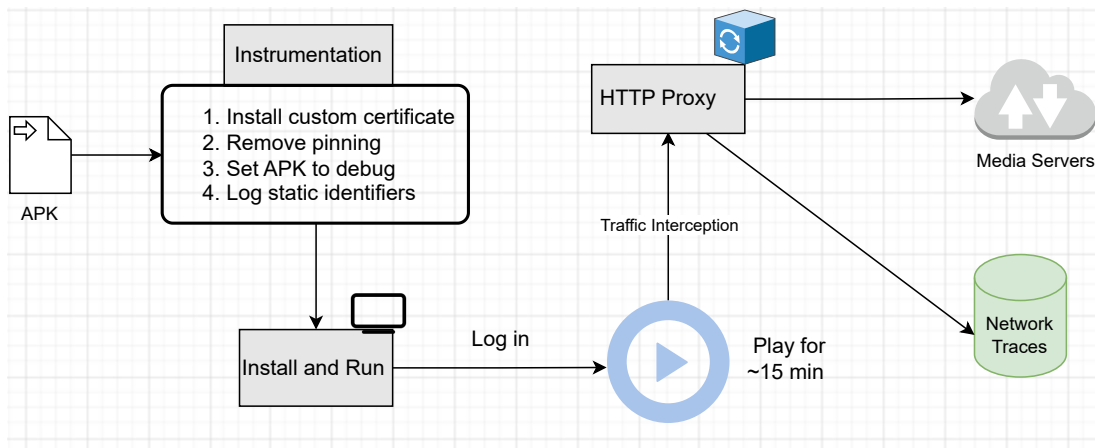 Instrumentation
1. Install custom certificate
2. Remove pinning
3. Set APK to debug
4. Log static identifiers
APK
Install and Run
Log in
Play for
~15 min
Traffic Interception
HTTP Proxy
Media Servers
Network
Traces